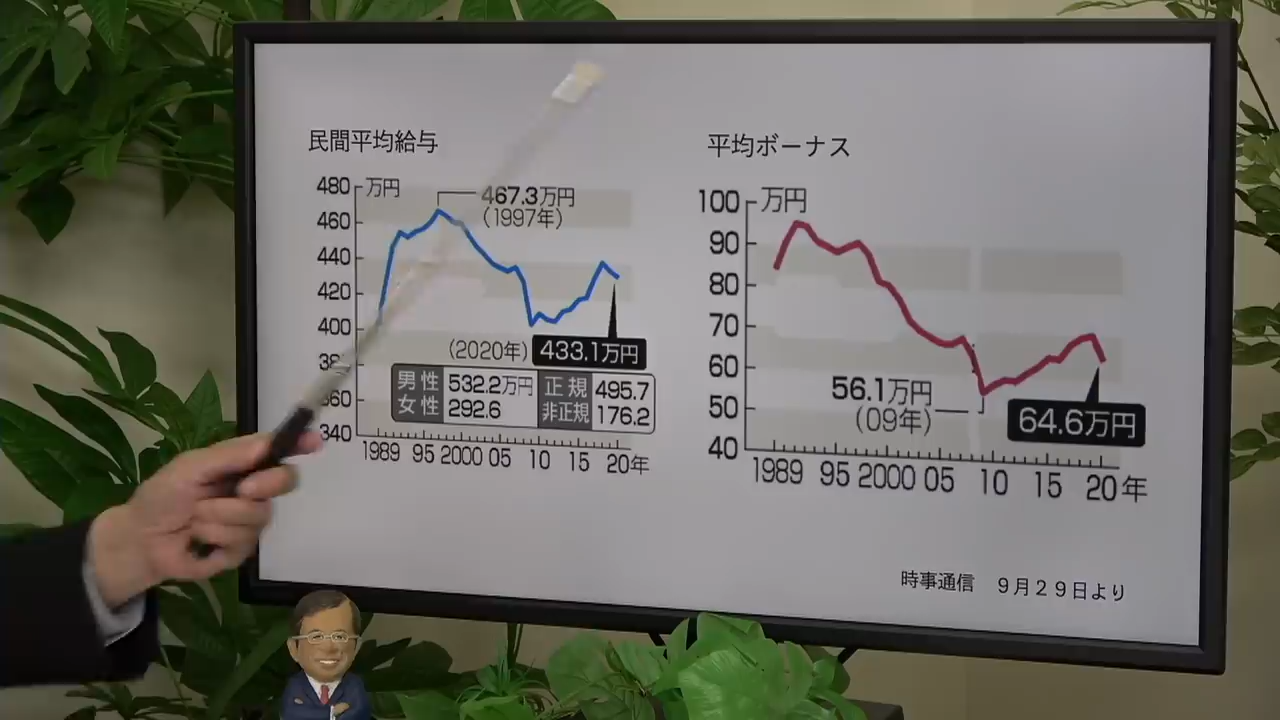 民間平均給与
480 万円
467.3万円
460
(1997年)
440
420
400
(2020年) 433.1万円
男性 532.2万円 正規 495.7
女性 292.6 非正規 176.2
340
1989 95 2000 05 10 15 20年
平均ボーナス
100 万円
90
80
70
60
56.1万円
(09年)
50
64.6万円
40
1989 95 2000 05 10 15 20年
時事通信 9月29日より